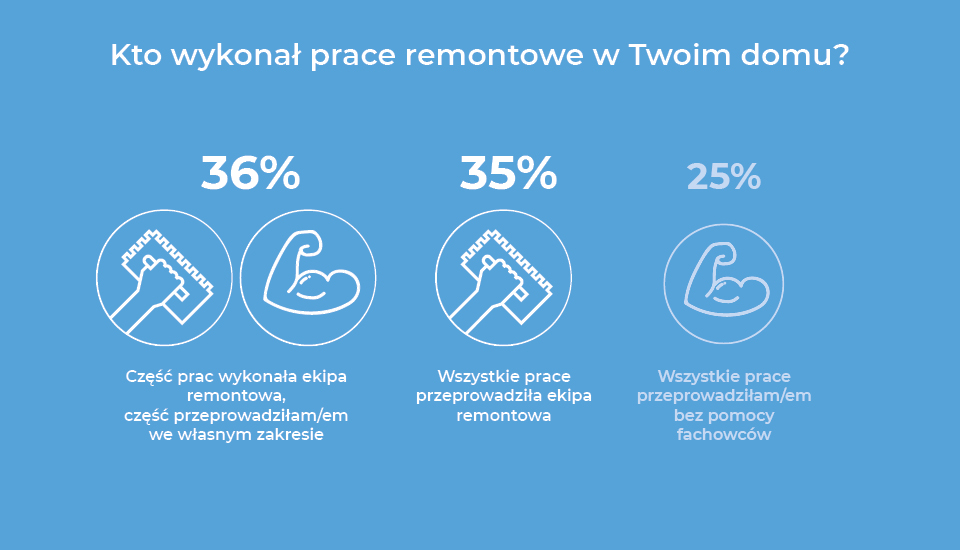 Kto wykonał prace remontowe w Twoim domu?
36%
Część prac wykonała ekipa
remontowa,
część przeprowadziłam/em
we własnym zakresie
35%
Wszystkie prace
przeprowadziła ekipa
remontowa
25%
Wszystkie prace
przeprowadziłam/em
bez pomocy
fachowców